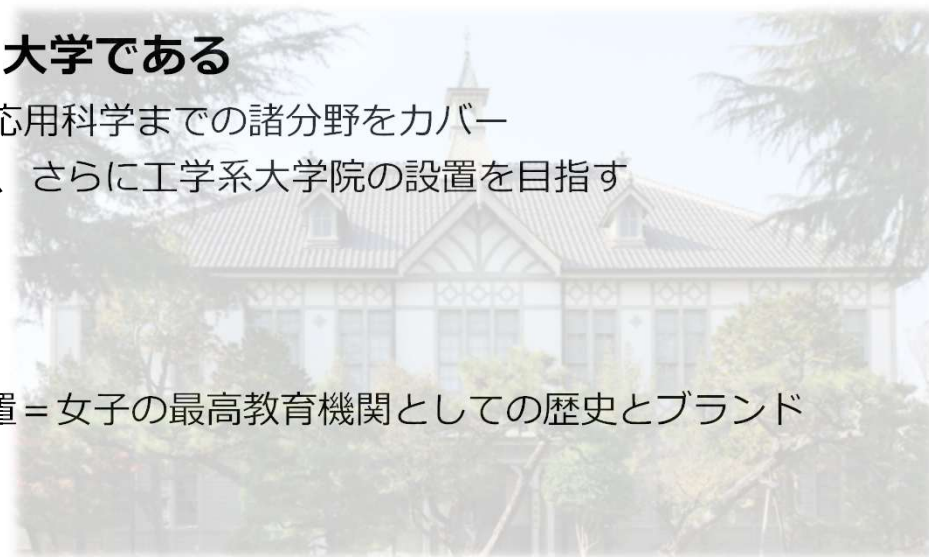 大学である
応用科学までの諸分野をカバー
、さらに工学系大学院の設置を目指す
置＝女子の最高教育機関としての歴史とブランド